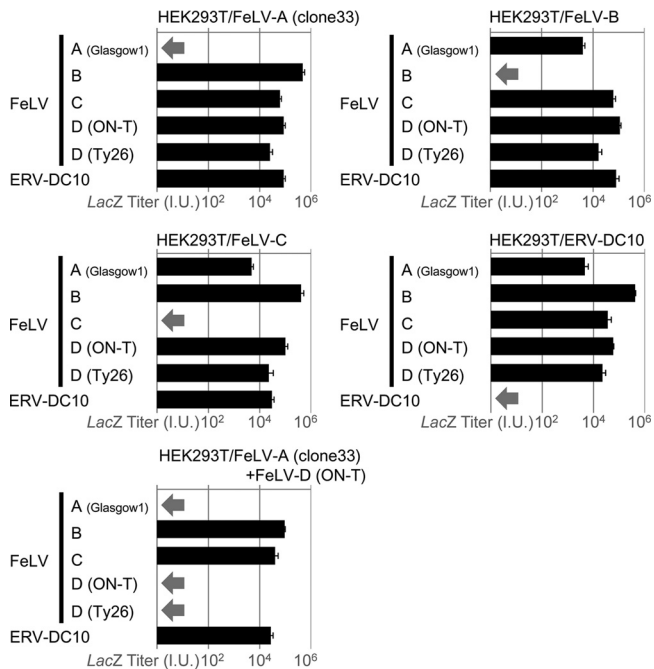 HEK293T/FeLV-A (clone33)
A (Glasgow1)
B
FeLV
C
D (ON-T)
D (Ty26)
ERV-DC10
LacZ Titer (I.U.) 10² 10⁴ 10⁶
HEK293T/FeLV-B
A (Glasgow1)
B
FeLV
C
D (ON-T)
D (Ty26)
ERV-DC10
LacZ Titer (I.U.) 10² 10⁴ 10⁶
HEK293T/FeLV-C
A (Glasgow1)
B
FeLV
C
D (ON-T)
D (Ty26)
ERV-DC10
LacZ Titer (I.U.) 10² 10⁴ 10⁶
HEK293T/ERV-DC10
A (Glasgow1)
B
FeLV
C
D (ON-T)
D (Ty26)
ERV-DC10
LacZ Titer (I.U.) 10² 10⁴ 10⁶
HEK293T/FeLV-A (clone33)
+FeLV-D (ON-T)
A (Glasgow1)
B
FeLV
C
D (ON-T)
D (Ty26)
ERV-DC10
LacZ Titer (I.U.) 10² 10⁴ 10⁶